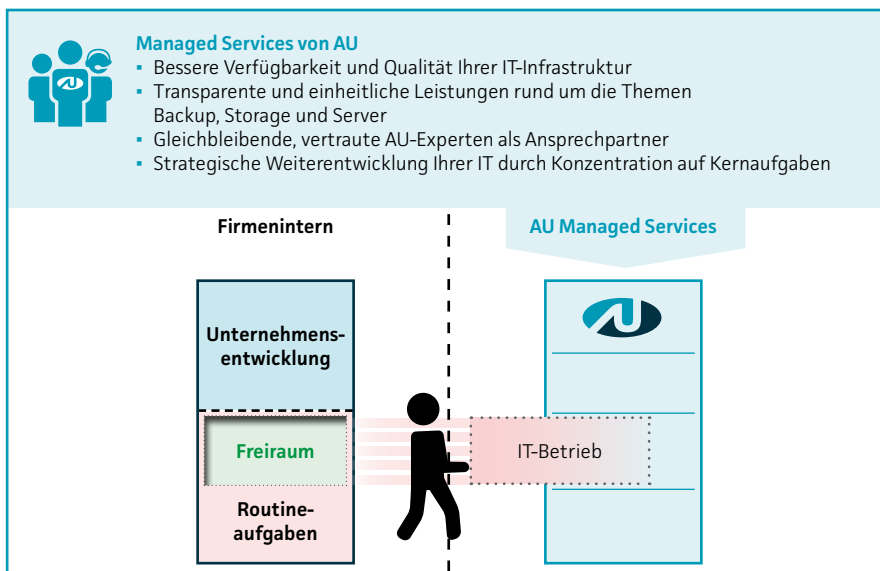 Managed Services von AU
▪ Bessere Verfügbarkeit und Qualität Ihrer IT-Infrastruktur
▪ Transparente und einheitliche Leistungen rund um die Themen
Backup, Storage und Server
▪ Gleichbleibende, vertraute AU-Experten als Ansprechpartner
▪ Strategische Weiterentwicklung Ihrer IT durch Konzentration auf Kernaufgaben
Firmenintern
AU Managed Services
AU
Unternehmens-
entwicklung
Freiraum
IT-Betrieb
Routine-
aufgaben